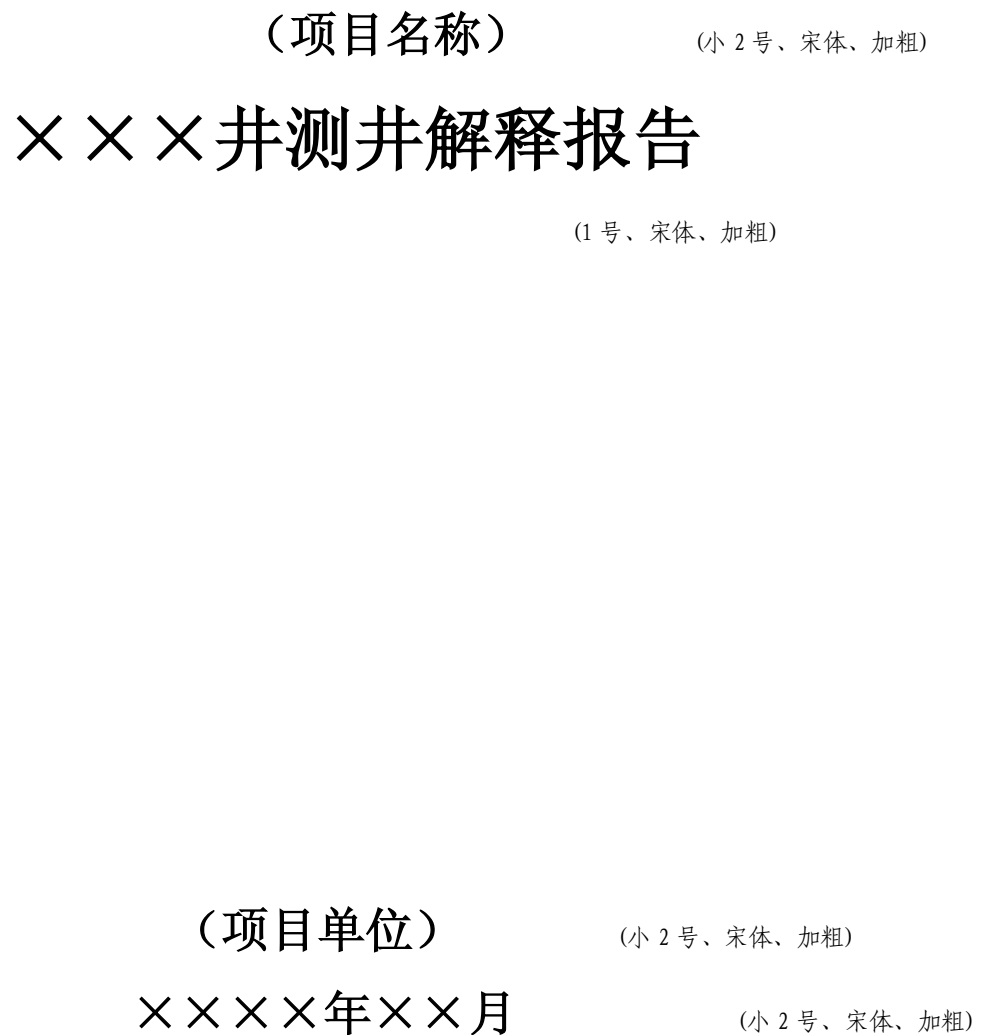 （项目名称） (小 2 号、宋体、加粗)
×××井测井解释报告
(1 号、宋体、加粗)
（项目单位） (小 2 号、宋体、加粗)
××××年××月 (小 2 号、宋体、加粗)